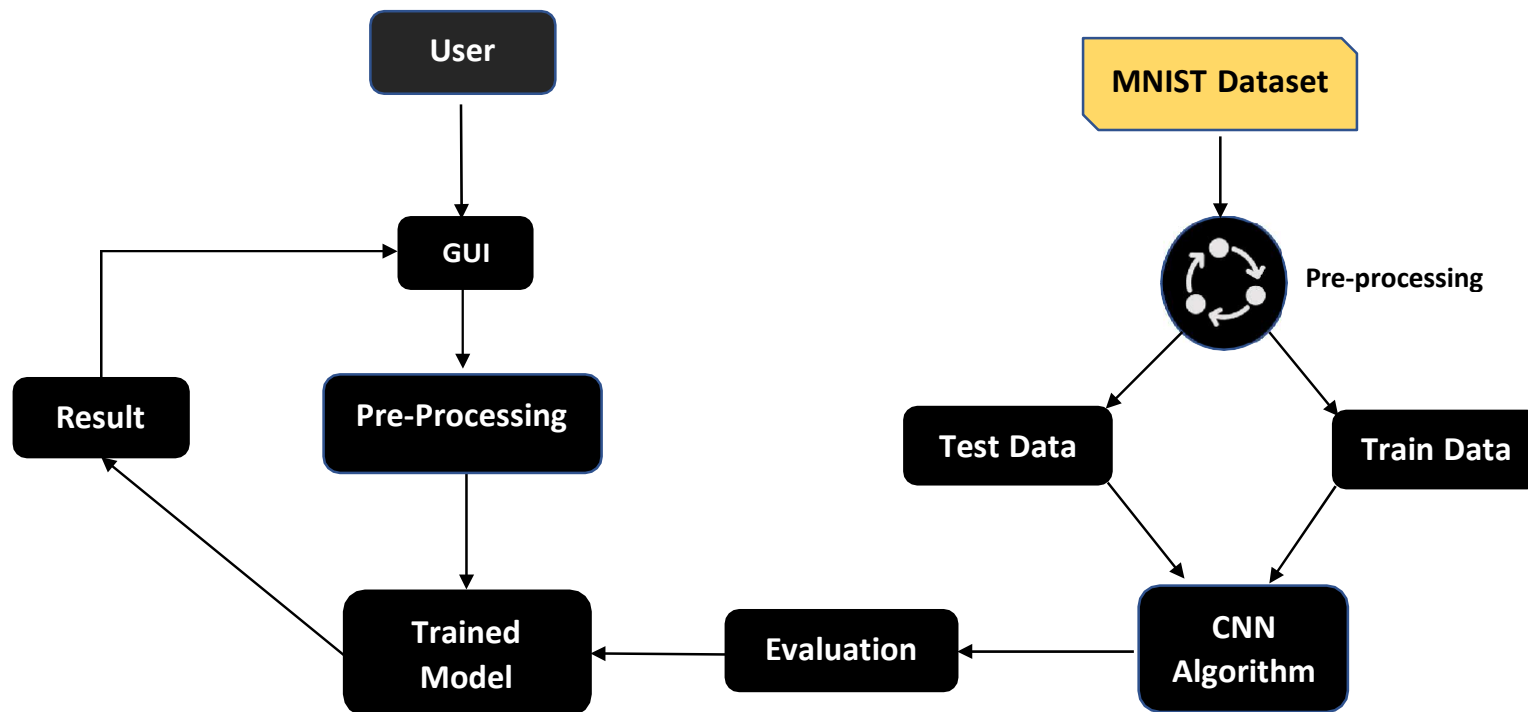 User
MNIST Dataset
GUI
Pre-processing
Result
Pre-Processing
Test Data
Train Data
Trained
Model
Evaluation
CNN
Algorithm